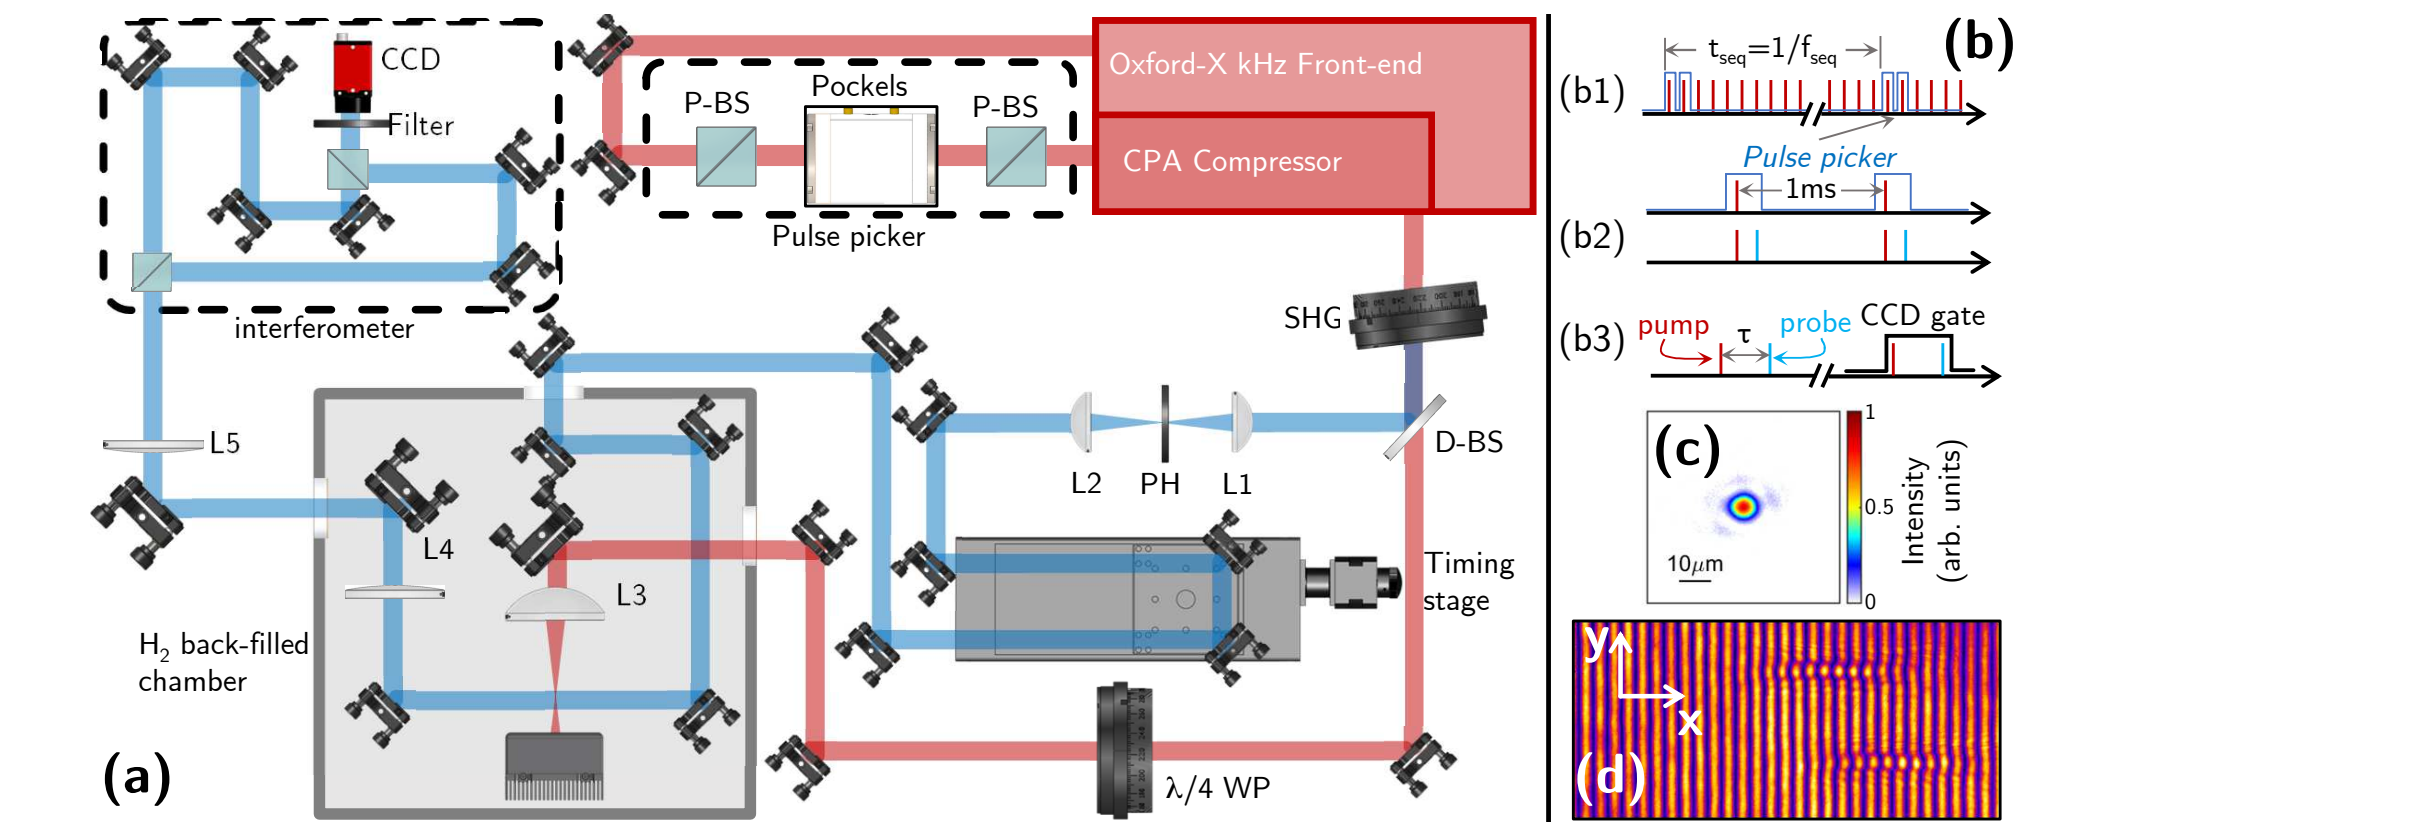 CCD
Filter
interferometer
P-BS
Pockels
P-BS
Pulse picker
Oxford-X kHz Front-end
CPA Compressor
SHG
D-BS
L2
PH
L1
L5
L4
L3
H₂ back-filled
chamber
Timing
stage
λ/4 WP
(a)
(b)
(b1)
t_seq=1/f_seq
Pulse picker
1ms
(b2)
(b3)
pump
τ
probe
CCD gate
(c)
10μm
1
0.5
0
Intensity
(arb. units)
y
x
(d)